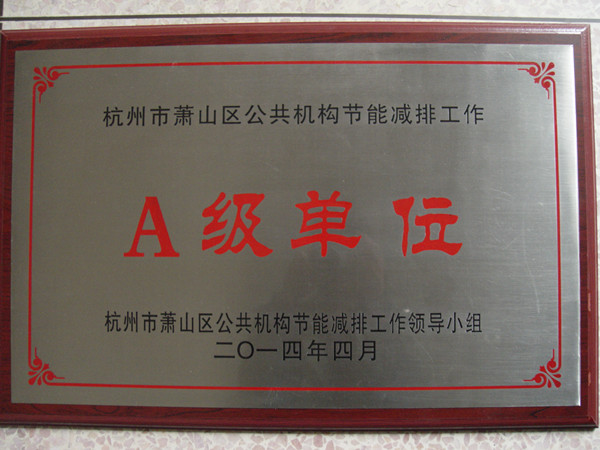 杭州市萧山区公共机构节能减排工作
A级单位
杭州市萧山区公共机构节能减排工作领导小组
二〇一四年四月